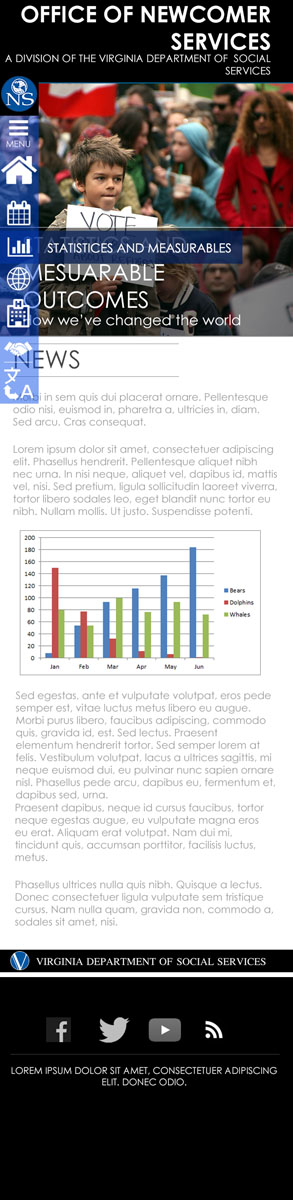 OFFICE OF NEWCOMER
SERVICES
A DIVISION OF THE VIRGINIA DEPARTMENT OF SOCIAL
SERVICES
NS
MENU
VOTE
STATISTICES AND MEASURABLES
MESUARABLE
OUTCOMES
How we've changed the world
NEWS
Morbi in sem quis dui placerat ornare. Pellentesque
odio nisi, euismod in, pharetra a, ultricies in, diam.
Sed arcu. Cras consequat.
Lorem ipsum dolor sit amet, consectetuer adipiscing
elit. Phasellus hendrerit. Pellentesque aliquet nibh
nec urna. In nisi neque, aliquet vel, dapibus id, mattis
vel, nisi. Sed pretium, ligula sollicitudin laoreet viverra,
tortor libero sodales leo, eget blandit nunc tortor eu
nibh. Nullam mollis. Ut justo. Suspendisse potenti.
200
180
160
140
120
100
80
60
40
20
0
Jan Feb Mar Apr May Jun
Bears
Dolphins
Whales
Sed egestas, ante et vulputate volutpat, eros pede
semper est, vitae luctus metus libero eu augue.
Morbi purus libero, faucibus adipiscing, commodo
quis, gravida id, est. Sed lectus. Praesent
elementum hendrerit tortor. Sed semper lorem at
felis. Vestibulum volutpat, lacus a ultrices sagittis, mi
neque euismod dui, eu pulvinar nunc sapien ornare
nisl. Phasellus pede arcu, dapibus eu, fermentum et,
dapibus sed, urna.
Praesent dapibus, neque id cursus faucibus, tortor
neque egestas augue, eu vulputate magna eros
eu erat. Aliquam erat volutpat. Nam dui mi,
tincidunt quis, accumsan porttitor, facilisis luctus,
metus.
Phasellus ultrices nulla quis nibh. Quisque a lectus.
Donec consectetuer ligula vulputate sem tristique
cursus. Nam nulla quam, gravida non, commodo a,
sodales sit amet, nisi.
VIRGINIA DEPARTMENT OF SOCIAL SERVICES
LOREM IPSUM DOLOR SIT AMET, CONSECTETUER ADIPISCING
ELIT. DONEC ODIO.